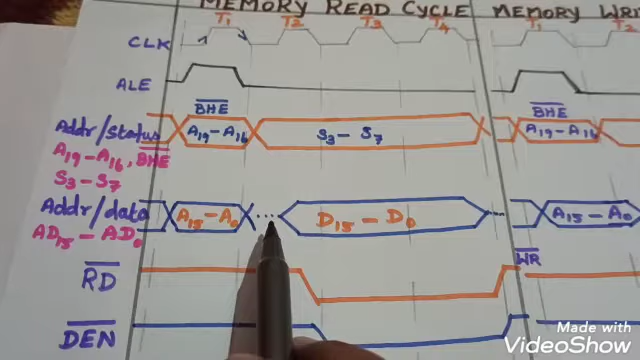 MEMORY READ CYCLE
MEMORY WR
T1 T2 T3 T4 T1 T2
CLK
ALE
BHE
BHE
Addr/status A19-A16 S3-S7 A19-A16
A19-A16, BHE
S3-S7
Addr/data A15-A0 D15-D0 A15-A0
AD15-AD0
WR
RD
DEN
Made with
VideoShow